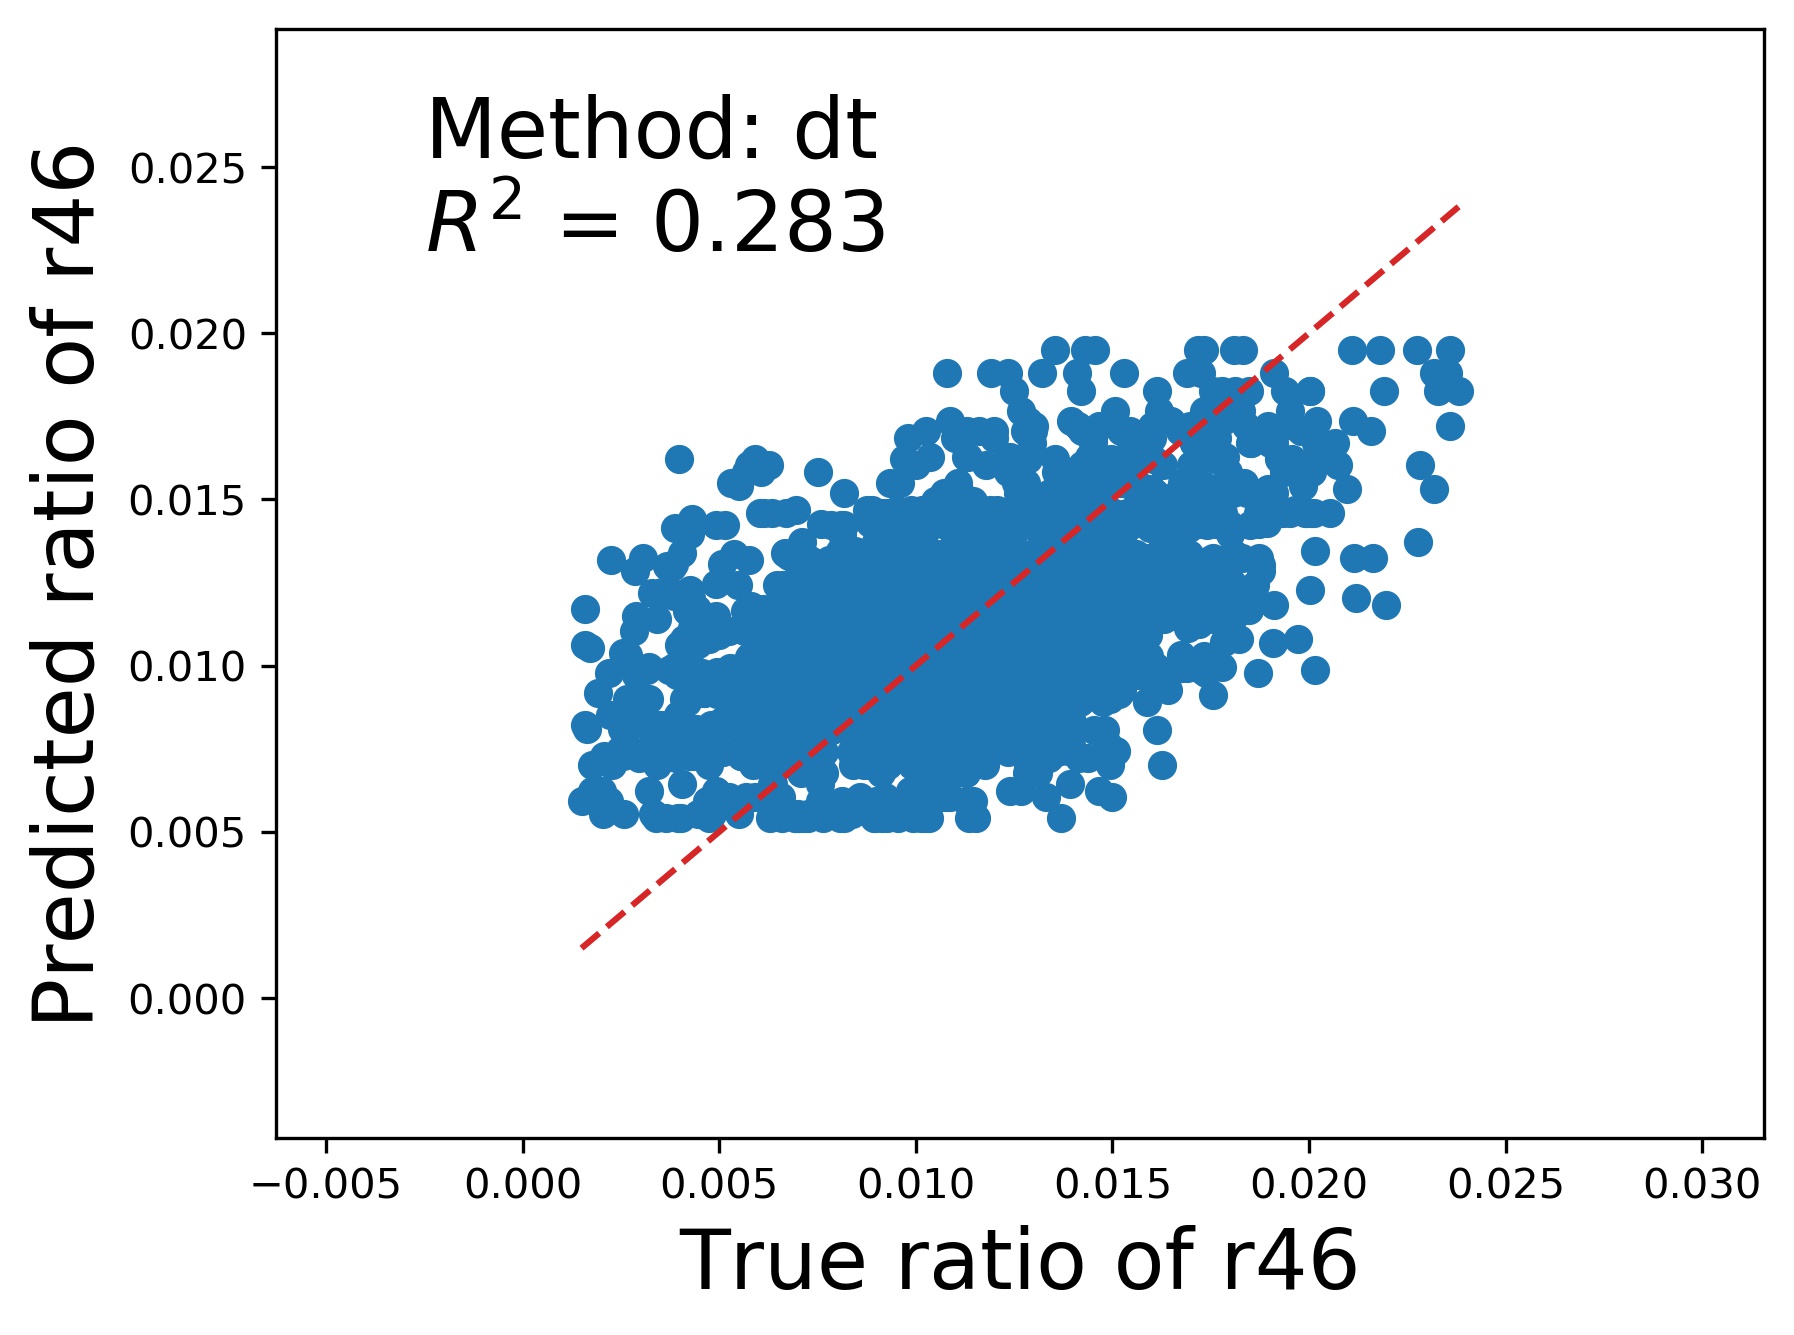 Method: dt
R² = 0.283
Predicted ratio of r46
0.025
0.020
0.015
0.010
0.005
0.000
−0.005 0.000 0.005 0.010 0.015 0.020 0.025 0.030
True ratio of r46